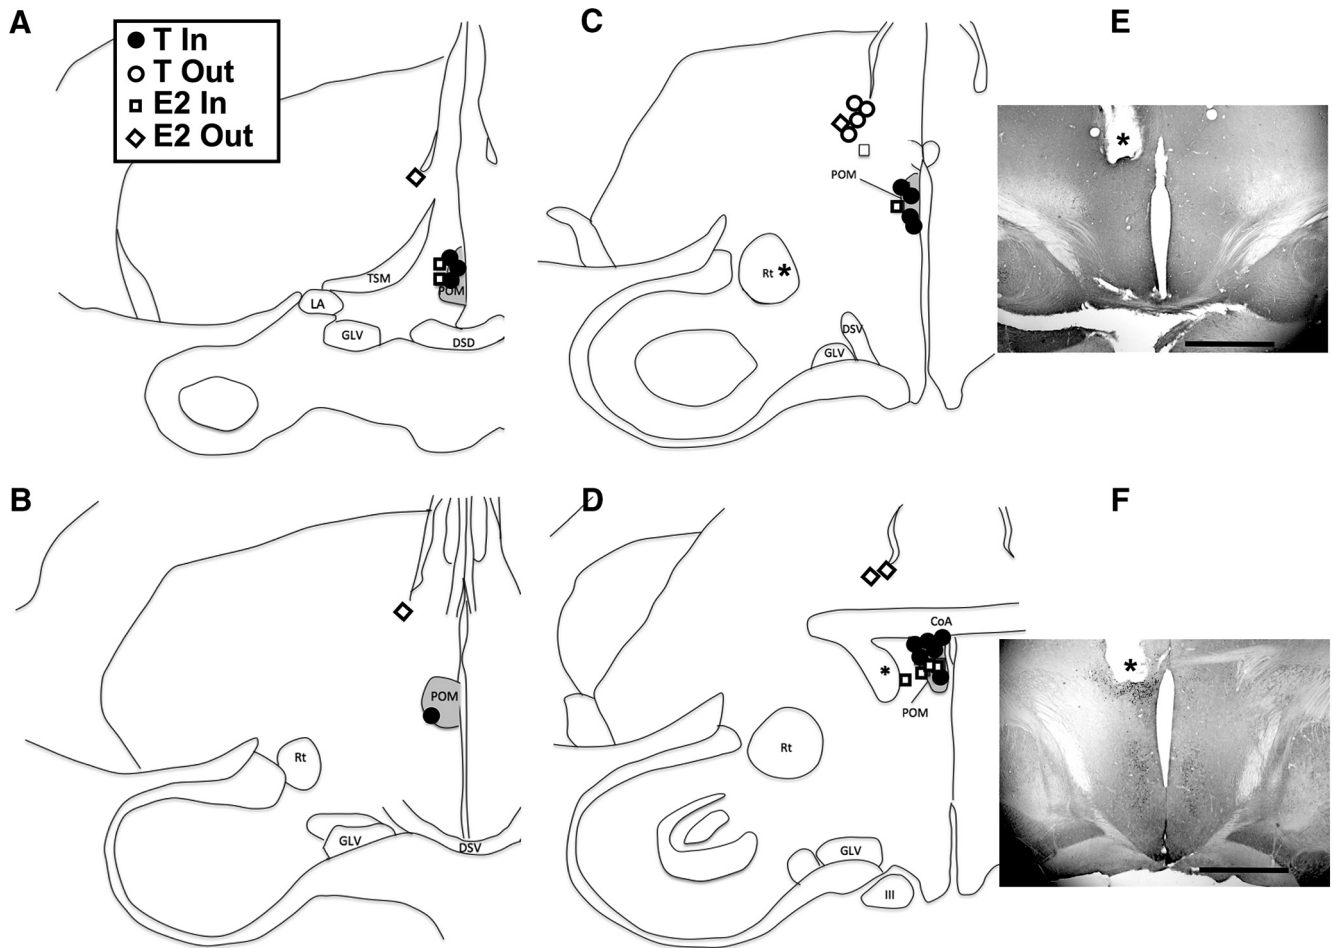 A
T In
T Out
E2 In
E2 Out
TSM
POM
LA
GLV
DSD
C
POM
Rt *
DSV
GLV
E
*
B
POM
Rt
GLV
DSV
D
CoA
*
POM
Rt
GLV
III
F
*